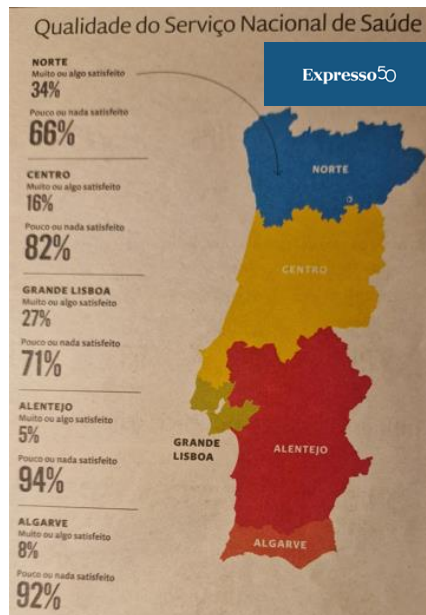 Qualidade do Serviço Nacional de Saúde
Expresso50
NORTE
Muito ou algo satisfeito
34%
Pouco ou nada satisfeito
66%
CENTRO
Muito ou algo satisfeito
16%
Pouco ou nada satisfeito
82%
GRANDE LISBOA
Muito ou algo satisfeito
27%
Pouco ou nada satisfeito
71%
ALENTEJO
Muito ou algo satisfeito
5%
Pouco ou nada satisfeito
94%
ALGARVE
Muito ou algo satisfeito
8%
Pouco ou nada satisfeito
92%
NORTE
CENTRO
GRANDE
LISBOA
ALENTEJO
ALGARVE